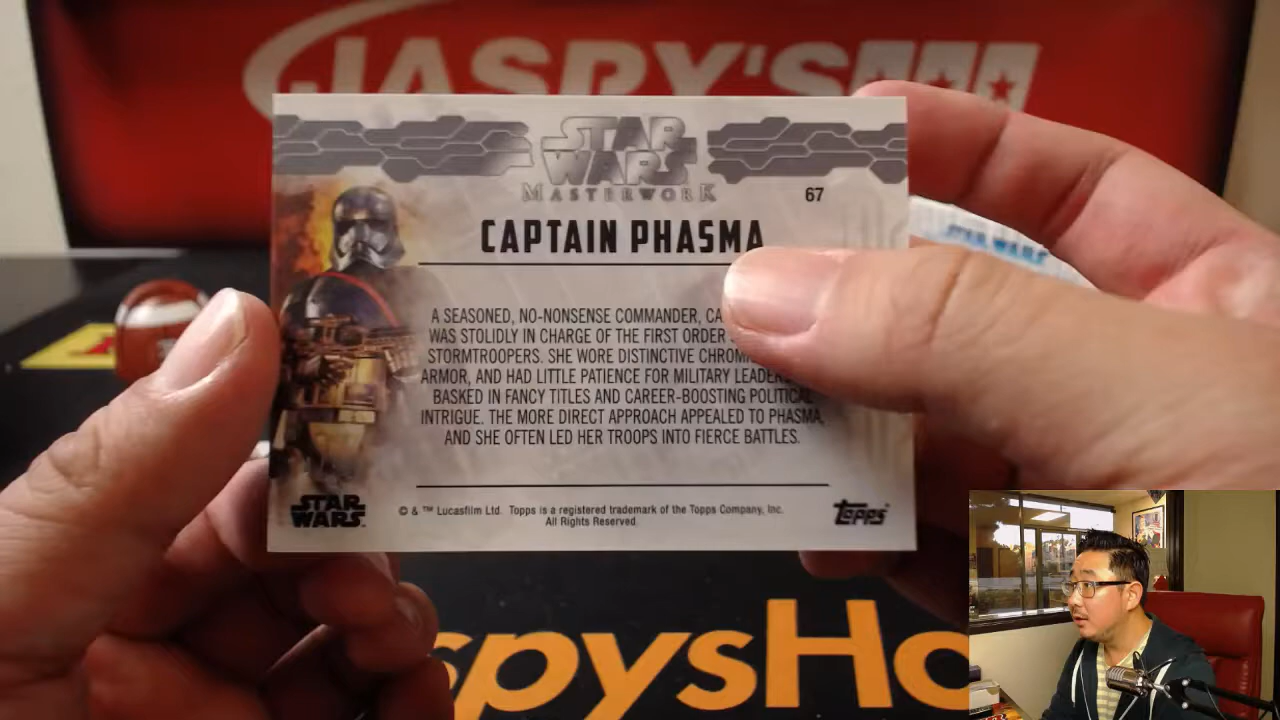 JASPY'S
STAR
WARS
MASTERWORK
67
CAPTAIN PHASMA
STAR WARS
A SEASONED, NO-NONSENSE COMMANDER,
WAS STOLIDLY IN CHARGE OF THE FIRST ORDER
STORMTROOPERS. SHE WORE DISTINCTIVE
ARMOR, AND HAD LITTLE PATIENCE FOR MILITARY
BASKED IN FANCY TITLES AND CAREER-BOOSTING POLITICAL
INTRIGUE. THE MORE DIRECT APPROACH APPEALED TO PHASMA,
AND SHE OFTEN LED HER TROOPS INTO FIERCE BATTLES.
STAR
WARS
© & ™ Lucasfilm Ltd. Topps is a registered trademark of the Topps Company, Inc.
All Rights Reserved.
TOPPS
spysHo